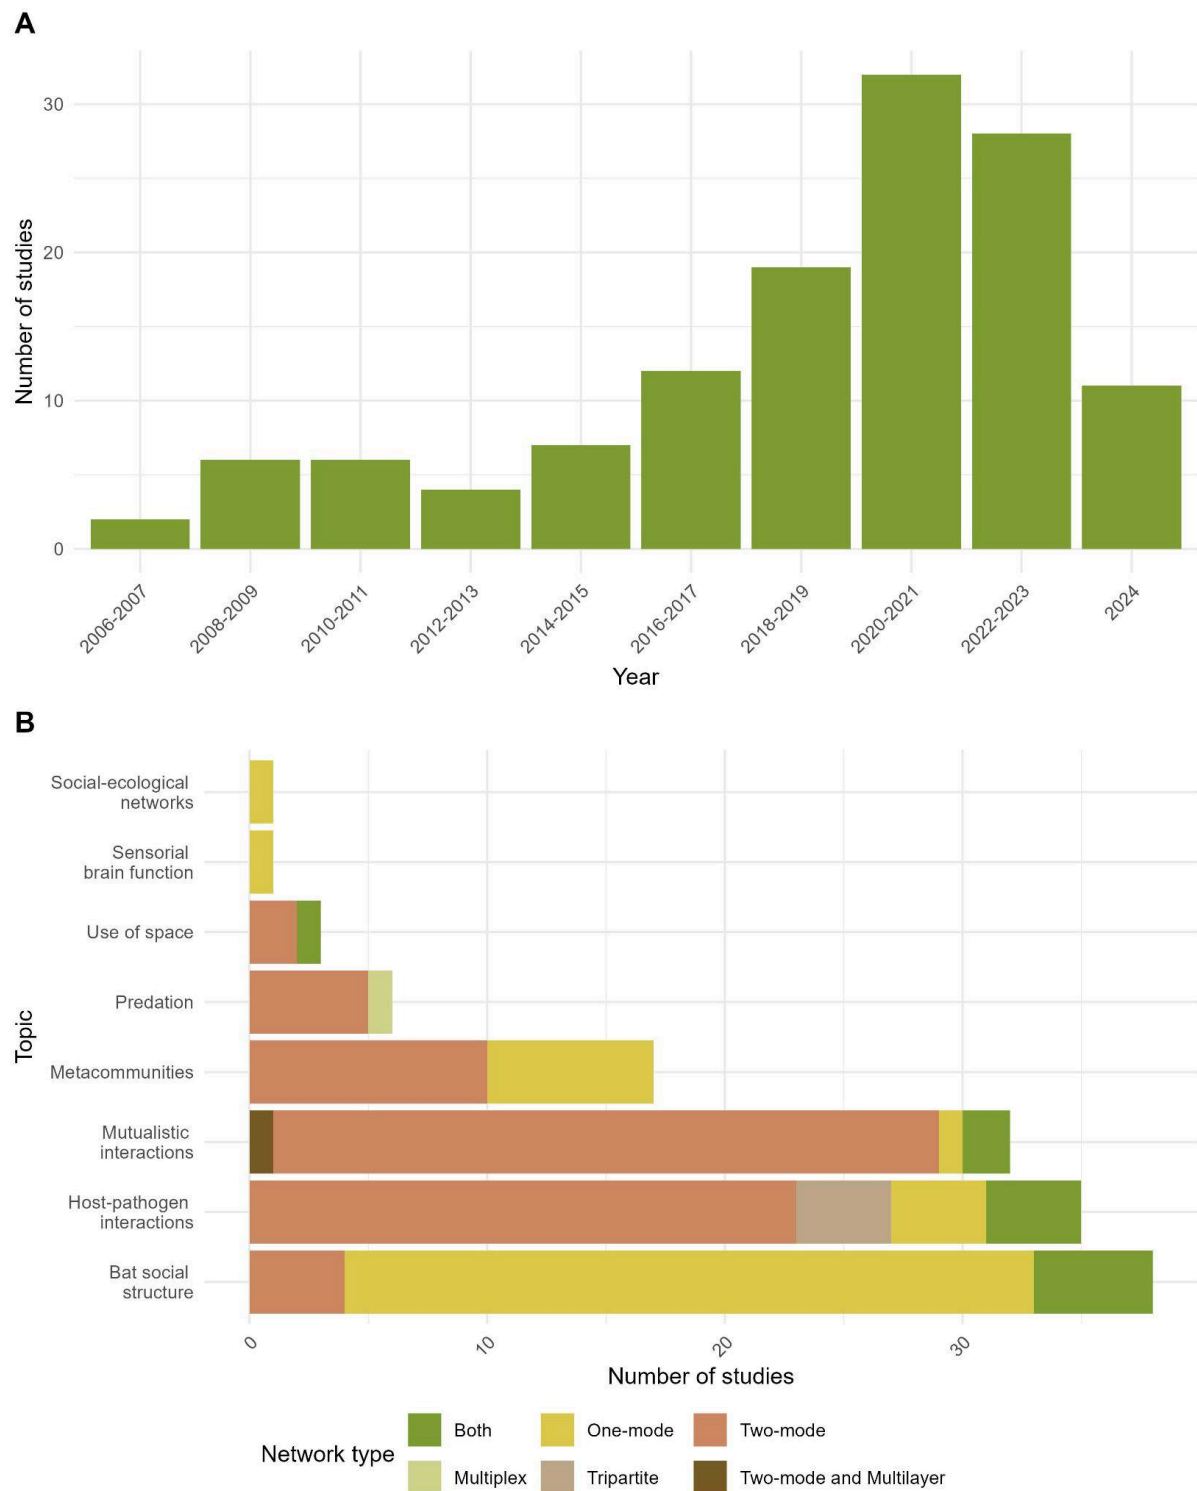 A
30
20
10
0
Number of studies
2006-2007
2008-2009
2010-2011
2012-2013
2014-2015
2016-2017
2018-2019
2020-2021
2022-2023
2024
Year
B
Topic
Social-ecological
networks
Sensorial
brain function
Use of space
Predation
Metacommunities
Mutualistic
interactions
Host-pathogen
interactions
Bat social
structure
0
10
20
30
Number of studies
Network type
Both
One-mode
Two-mode
Multiplex
Tripartite
Two-mode and Multilayer